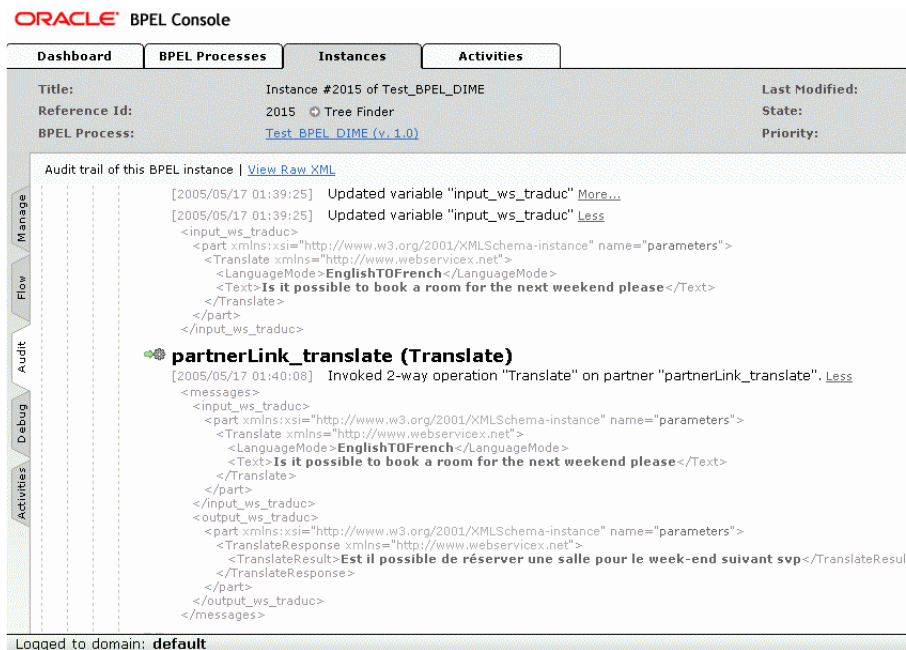 ORACLE® BPEL Console
Dashboard BPEL Processes Instances Activities
Title: Instance #2015 of Test_BPEL_DIME Last Modified:
Reference Id: 2015 Tree Finder State:
BPEL Process: Test_BPEL_DIME (v. 1.0) Priority:
Audit trail of this BPEL instance | View Raw XML
Manage
Flow
Audit
Debug
Activities
[2005/05/17 01:39:25] Updated variable "input_ws_traduc" More...
[2005/05/17 01:39:25] Updated variable "input_ws_traduc" Less
<input_ws_traduc>
<part xmlns:xsi="http://www.w3.org/2001/XMLSchema-instance" name="parameters">
<Translate xmlns="http://www.webservicex.net">
<LanguageMode>EnglishTOFrench</LanguageMode>
<Text>Is it possible to book a room for the next weekend please</Text>
</Translate>
</part>
</input_ws_traduc>
partnerLink_translate (Translate)
[2005/05/17 01:40:08] Invoked 2-way operation "Translate" on partner "partnerLink_translate". Less
<messages>
<input_ws_traduc>
<part xmlns:xsi="http://www.w3.org/2001/XMLSchema-instance" name="parameters">
<Translate xmlns="http://www.webservicex.net">
<LanguageMode>EnglishTOFrench</LanguageMode>
<Text>Is it possible to book a room for the next weekend please</Text>
</Translate>
</part>
</input_ws_traduc>
<output_ws_traduc>
<part xmlns:xsi="http://www.w3.org/2001/XMLSchema-instance" name="parameters">
<TranslateResponse xmlns="http://www.webservicex.net">
<TranslateResult>Est il possible de réserver une salle pour le week-end suivant svp</TranslateResul
</TranslateResponse>
</part>
</output_ws_traduc>
</messages>
Logged to domain: default